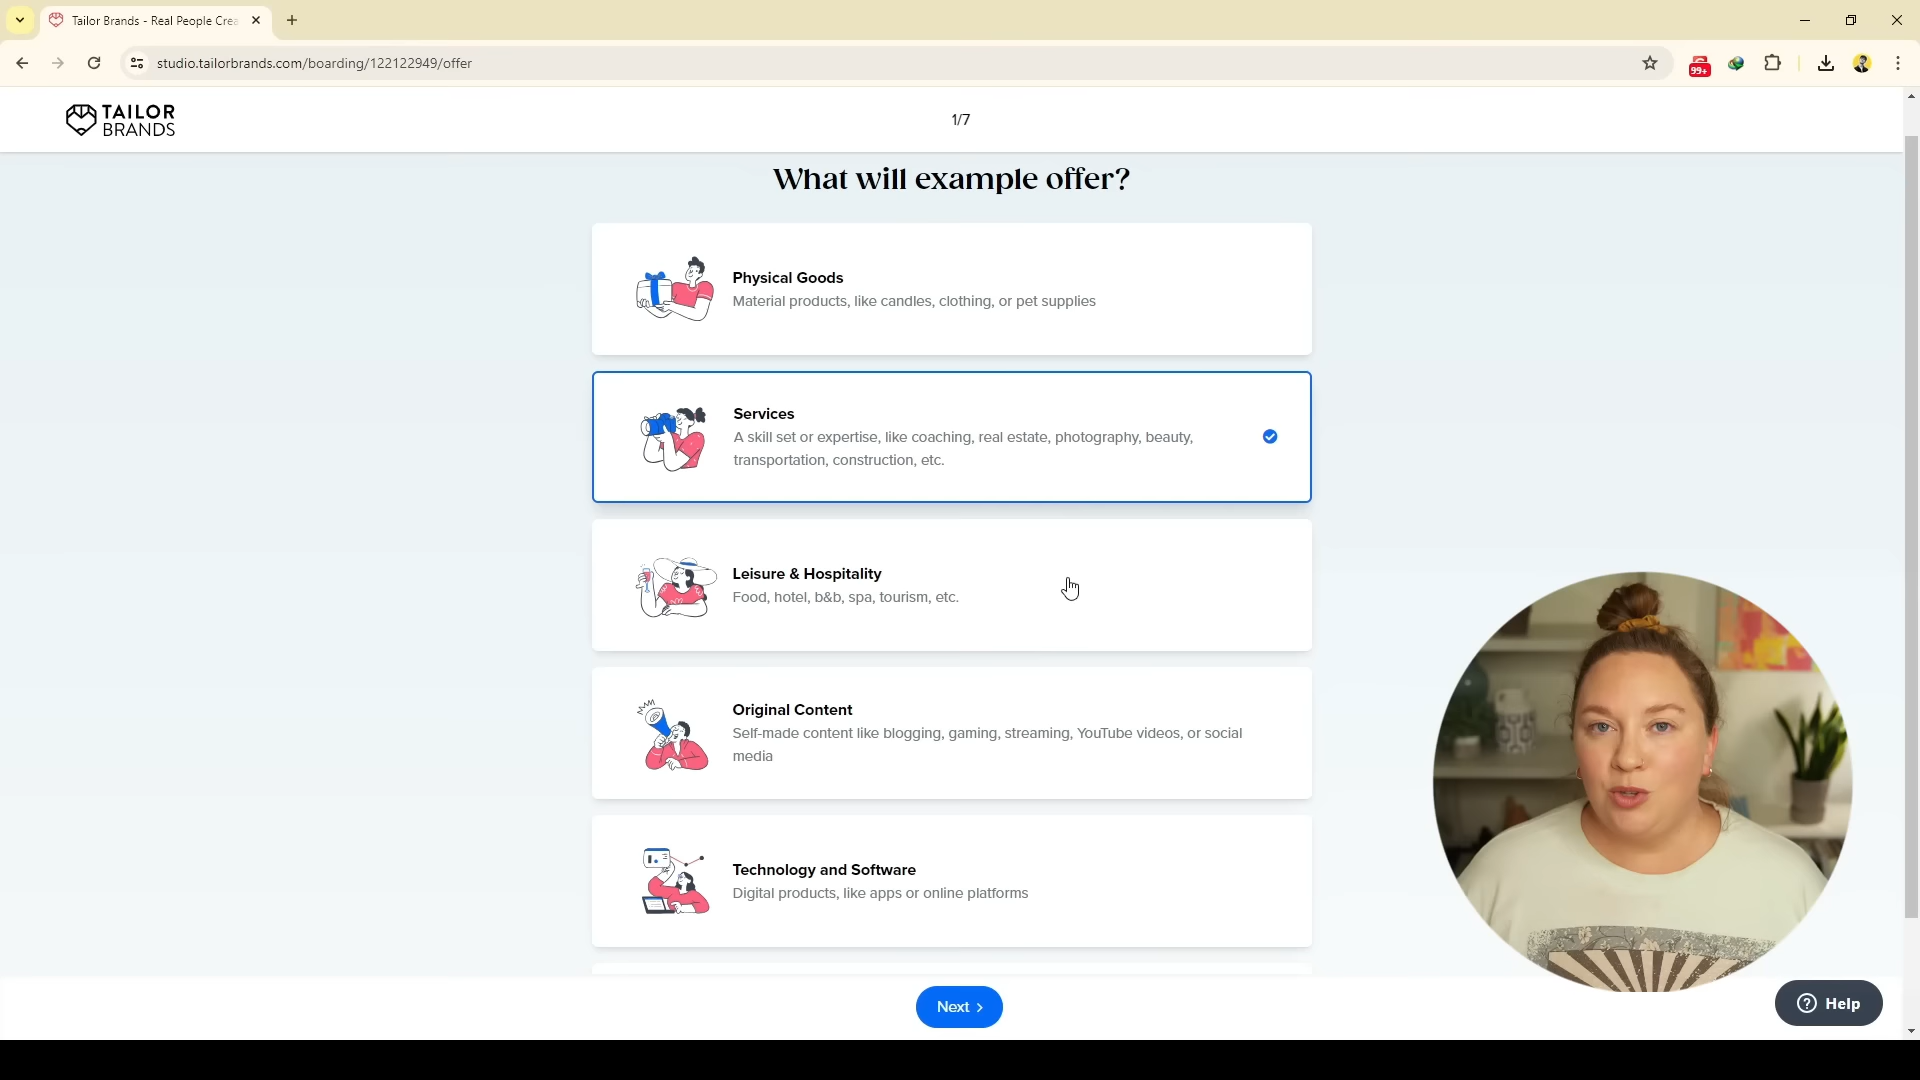 Tailor Brands - Real People Crea
studio.tailorbrands.com/boarding/122122949/offer
99+
TAILOR
BRANDS
1/7
What will example offer?
Physical Goods
Material products, like candles, clothing, or pet supplies
Services
A skill set or expertise, like coaching, real estate, photography, beauty,
transportation, construction, etc.
Leisure & Hospitality
Food, hotel, b&b, spa, tourism, etc.
Original Content
Self-made content like blogging, gaming, streaming, YouTube videos, or social
media
Technology and Software
Digital products, like apps or online platforms
Next
Help